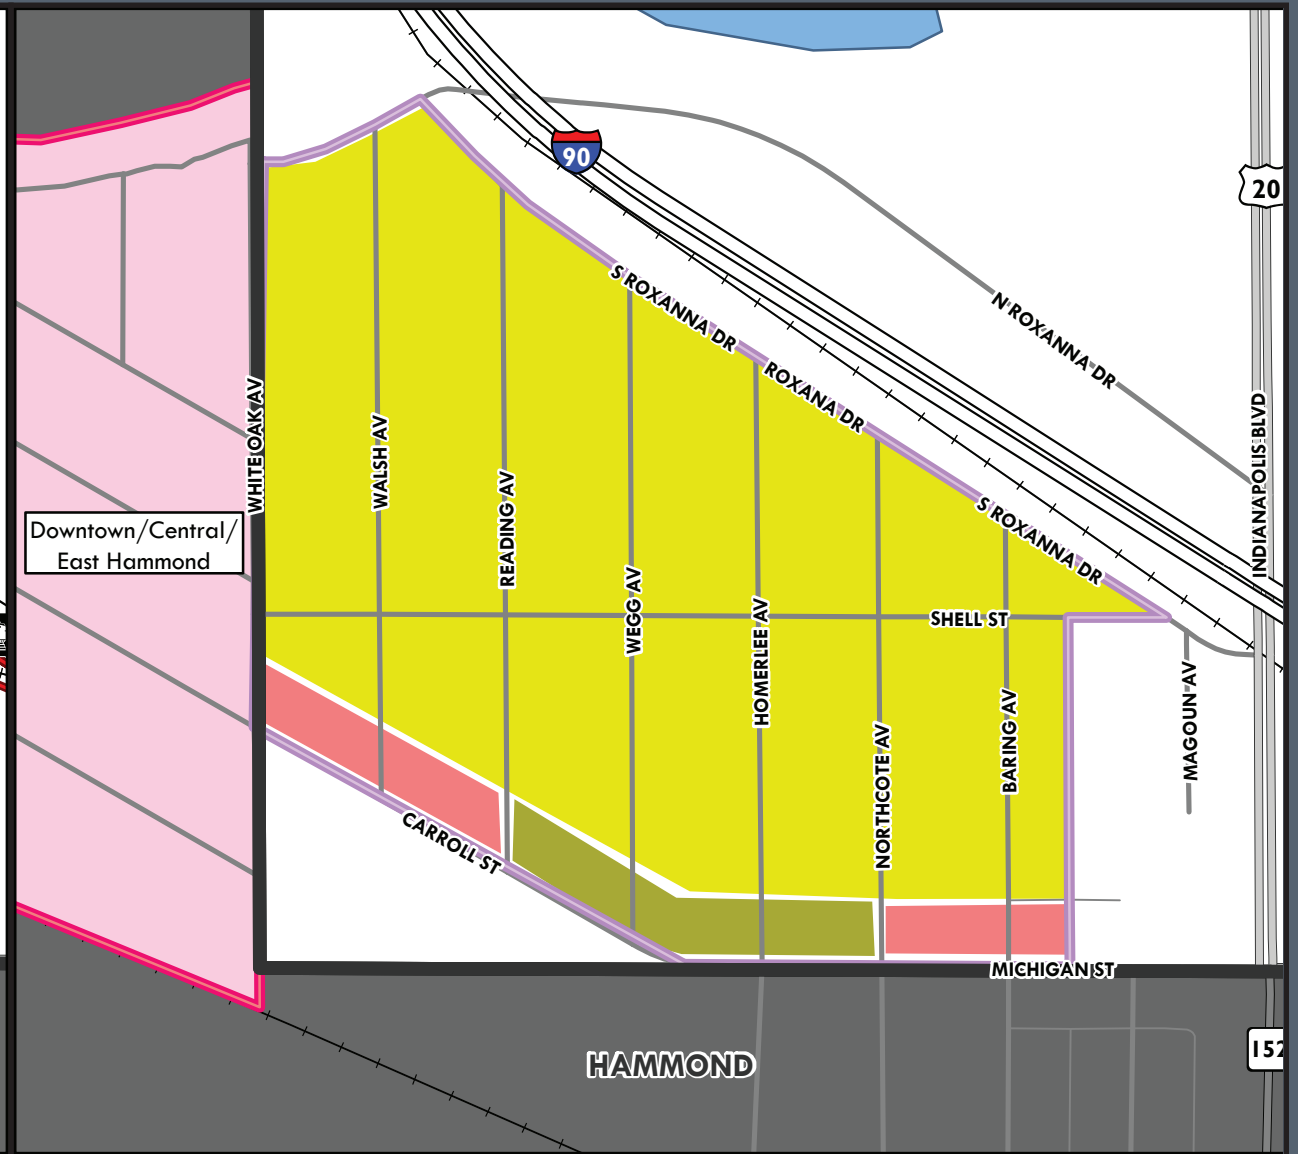 90
20
N ROXANNA DR
S ROXANNA DR
ROXANA DR
S ROXANNA DR
WHITE OAK AV
WALSH AV
READING AV
WEGG AV
HOMERLEE AV
NORTHCOTE AV
BARING AV
MAGOUN AV
INDIANAPOLIS BLVD
Downtown/Central/
East Hammond
SHELL ST
CARROLL ST
MICHIGAN ST
HAMMOND
152